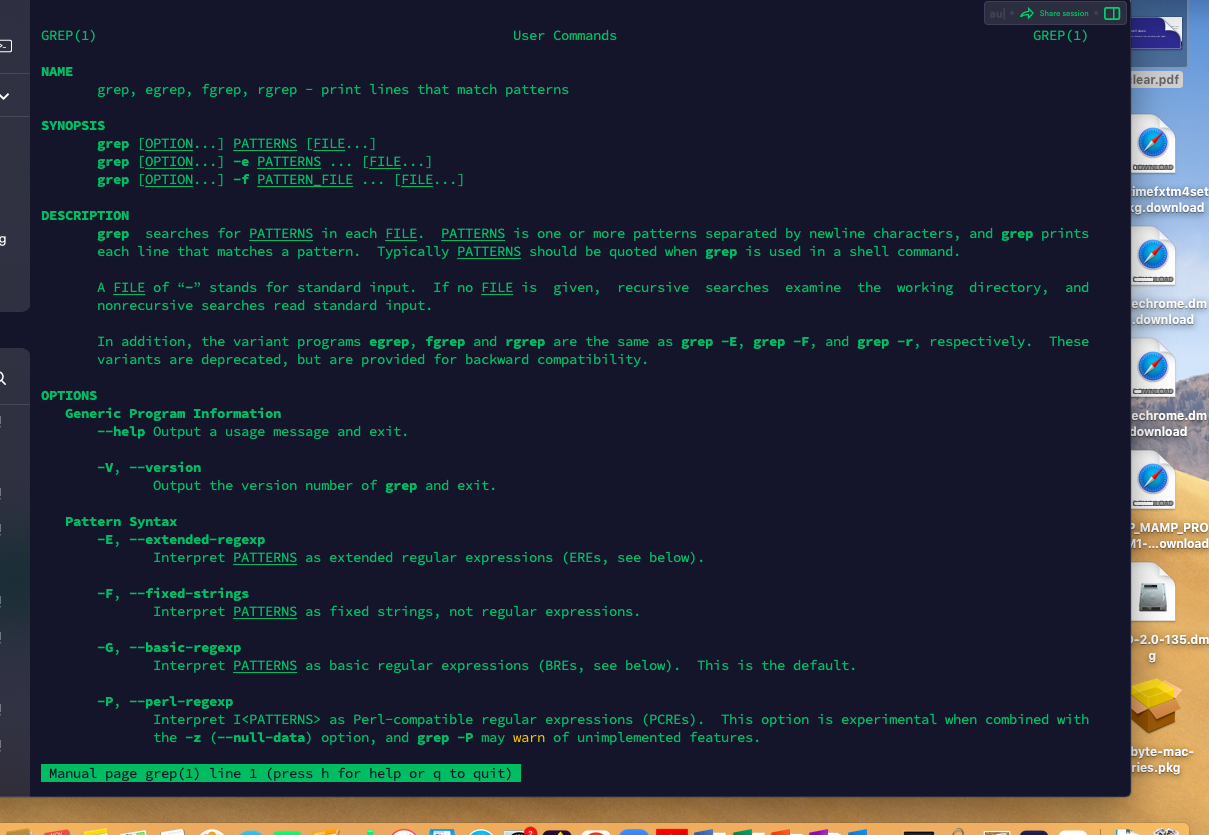 au Share session
GREP(1) User Commands GREP(1)
NAME
grep, egrep, fgrep, rgrep - print lines that match patterns
SYNOPSIS
grep [OPTION...] PATTERNS [FILE...]
grep [OPTION...] -e PATTERNS ... [FILE...]
grep [OPTION...] -f PATTERN_FILE ... [FILE...]
DESCRIPTION
grep searches for PATTERNS in each FILE. PATTERNS is one or more patterns separated by newline characters, and grep prints
each line that matches a pattern. Typically PATTERNS should be quoted when grep is used in a shell command.
A FILE of “-” stands for standard input. If no FILE is given, recursive searches examine the working directory, and
nonrecursive searches read standard input.
In addition, the variant programs egrep, fgrep and rgrep are the same as grep -E, grep -F, and grep -r, respectively. These
variants are deprecated, but are provided for backward compatibility.
OPTIONS
Generic Program Information
--help Output a usage message and exit.
-V, --version
Output the version number of grep and exit.
Pattern Syntax
-E, --extended-regexp
Interpret PATTERNS as extended regular expressions (EREs, see below).
-F, --fixed-strings
Interpret PATTERNS as fixed strings, not regular expressions.
-G, --basic-regexp
Interpret PATTERNS as basic regular expressions (BREs, see below). This is the default.
-P, --perl-regexp
Interpret I<PATTERNS> as Perl-compatible regular expressions (PCREs). This option is experimental when combined with
the -z (--null-data) option, and grep -P may warn of unimplemented features.
Manual page grep(1) line 1 (press h for help or q to quit)
g
lear.pdf
DOWNLOAD
imefxtm4set
kg.download
echrome.dm
.download
echrome.dm
download
P_MAMP_PRO
M1-...ownload
0-2.0-135.dm
g
byte-mac-
ries.pkg
NOV
2